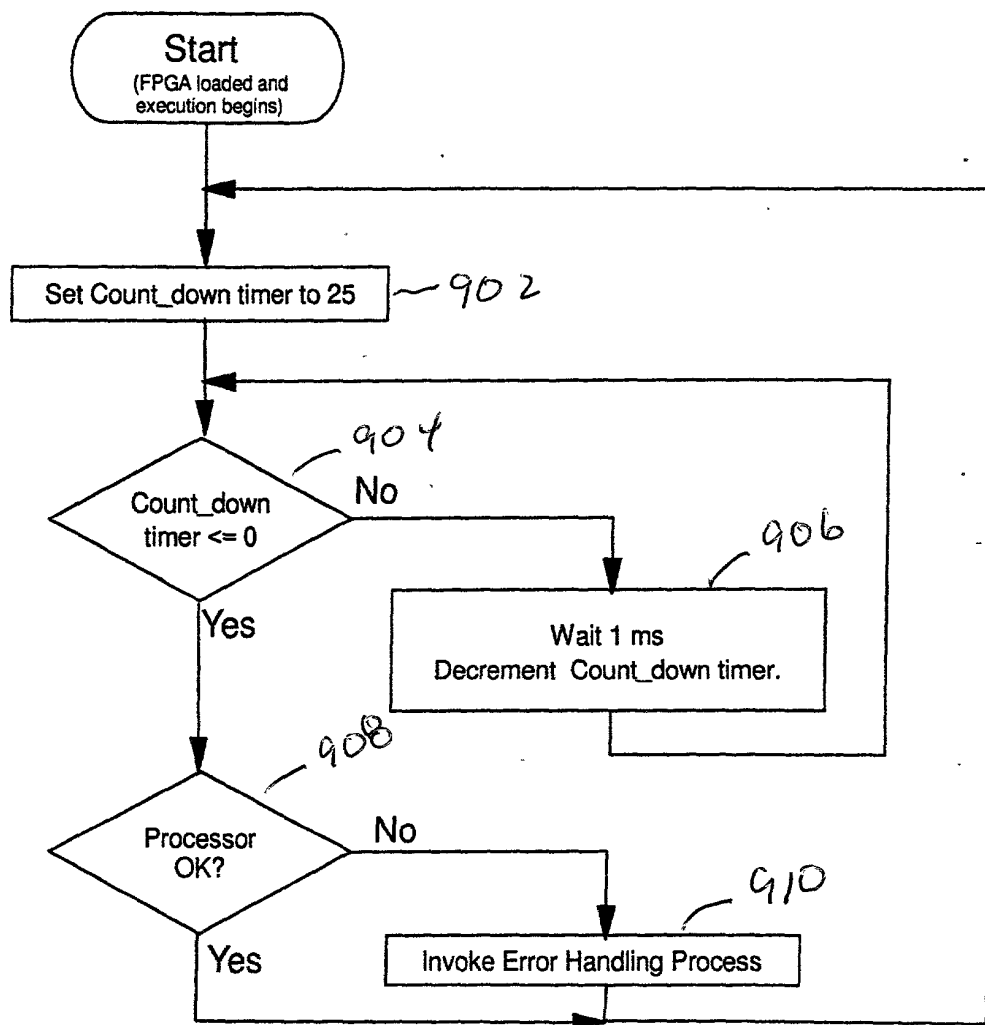 Start
(FPGA loaded and
execution begins)
Set Count_down timer to 25
902
904
Count_down
timer <= 0
No
906
Yes
Wait 1 ms
Decrement Count_down timer.
908
Processor
OK?
No
910
Yes
Invoke Error Handling Process